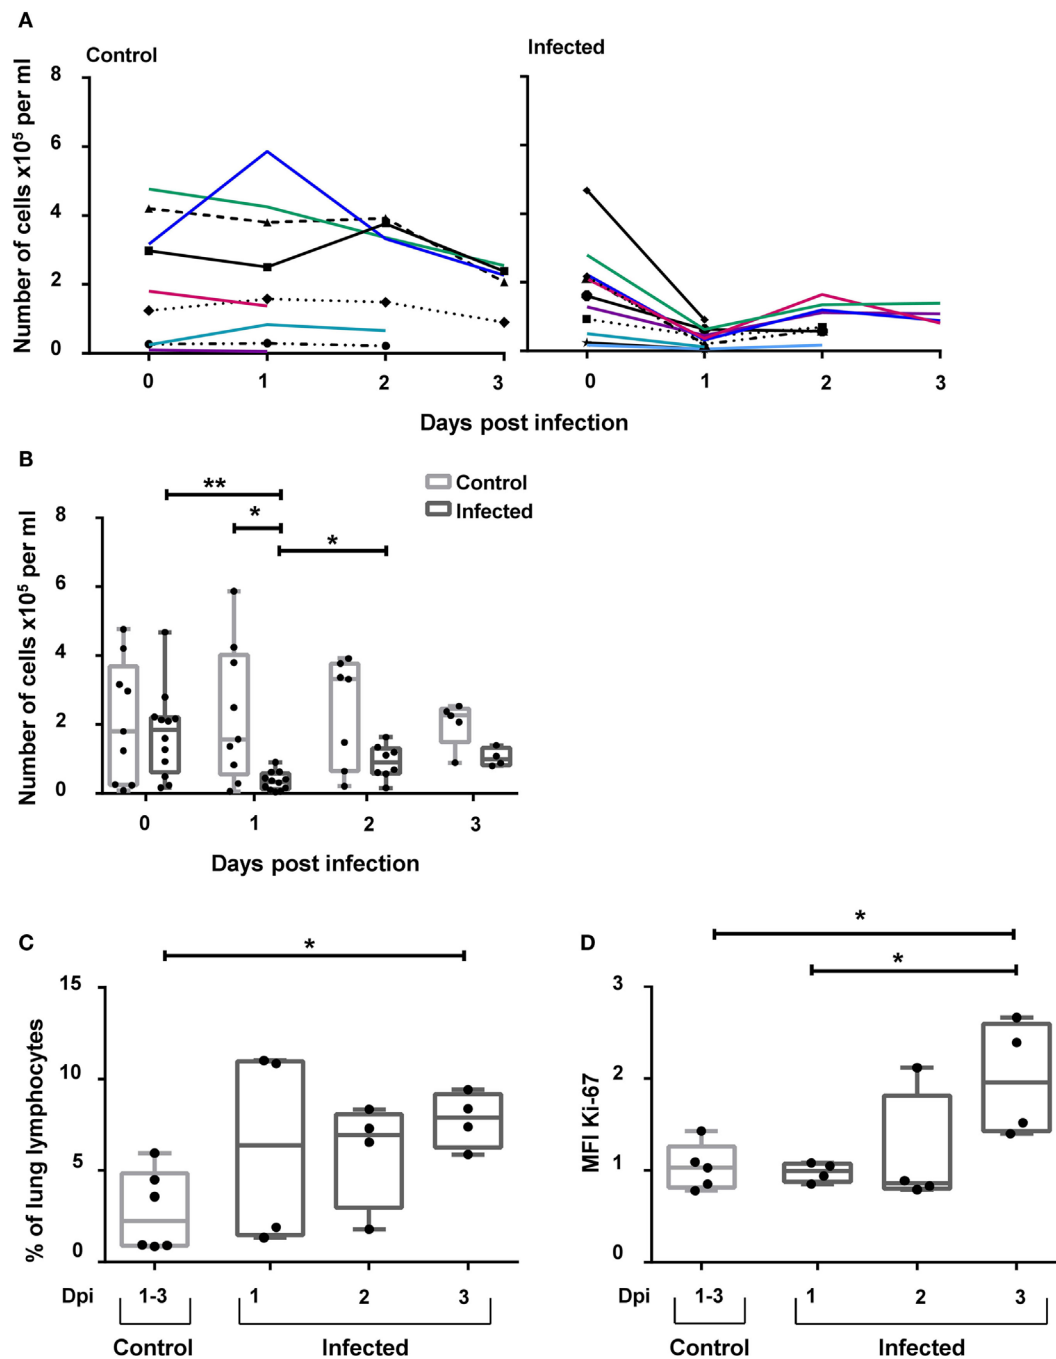 A
Control
Infected
Number of cells x10⁵ per ml
8
6
4
2
0
0 1 2 3
0 1 2 3
Days post infection
B
Control
Infected
**
*
*
Number of cells x10⁵ per ml
8
6
4
2
0
0 1 2 3
Days post infection
C
*
% of lung lymphocytes
15
10
5
0
Dpi 1-3 1 2 3
Control Infected
D
*
*
MFI Ki-67
3
2
1
0
Dpi 1-3 1 2 3
Control Infected